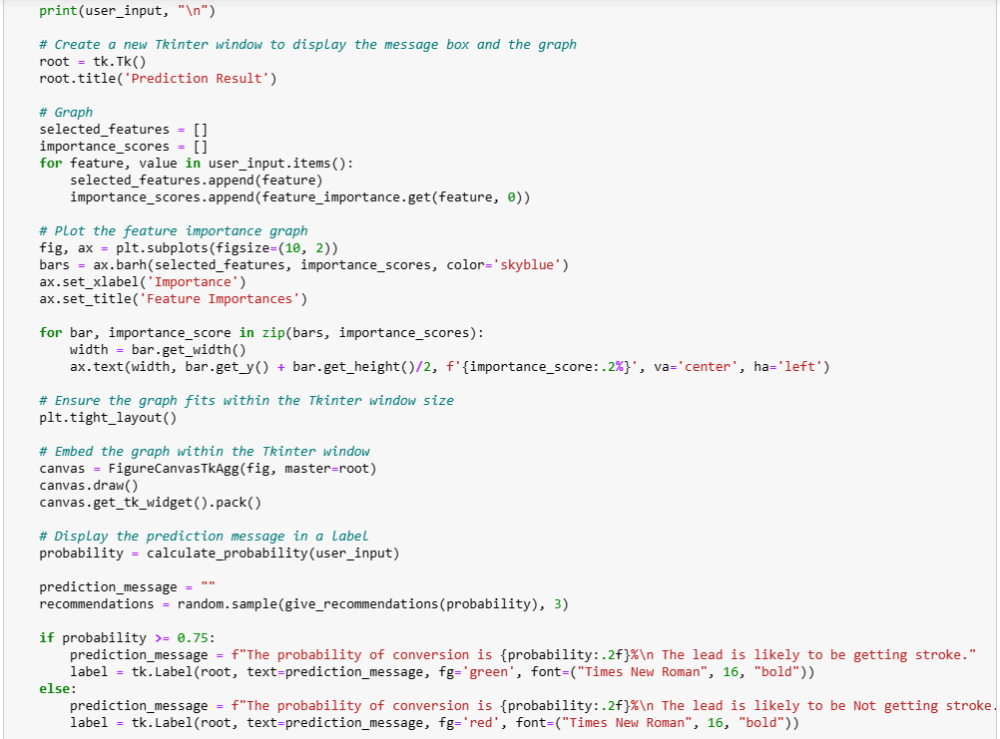 print(user_input, "\n")
# Create a new Tkinter window to display the message box and the graph
root = tk.Tk()
root.title('Prediction Result')
# Graph
selected_features = []
importance_scores = []
for feature, value in user_input.items():
    selected_features.append(feature)
    importance_scores.append(feature_importance.get(feature, 0))
# Plot the feature importance graph
fig, ax = plt.subplots(figsize=(10, 2))
bars = ax.barh(selected_features, importance_scores, color='skyblue')
ax.set_xlabel('Importance')
ax.set_title('Feature Importances')
for bar, importance_score in zip(bars, importance_scores):
    width = bar.get_width()
    ax.text(width, bar.get_y() + bar.get_height()/2, f'{importance_score:.2%}', va='center', ha='left')
# Ensure the graph fits within the Tkinter window size
plt.tight_layout()
# Embed the graph within the Tkinter window
canvas = FigureCanvasTkAgg(fig, master=root)
canvas.draw()
canvas.get_tk_widget().pack()
# Display the prediction message in a label
probability = calculate_probability(user_input)
prediction_message = ""
recommendations = random.sample(give_recommendations(probability), 3)
if probability >= 0.75:
    prediction_message = f"The probability of conversion is {probability:.2f}%\n The lead is likely to be getting stroke."
    label = tk.Label(root, text=prediction_message, fg='green', font=("Times New Roman", 16, "bold"))
else:
    prediction_message = f"The probability of conversion is {probability:.2f}%\n The lead is likely to be Not getting stroke.
    label = tk.Label(root, text=prediction_message, fg='red', font=("Times New Roman", 16, "bold"))